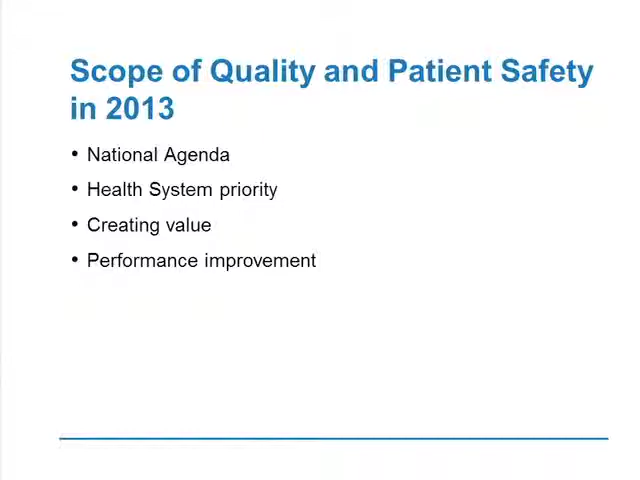 Scope of Quality and Patient Safety
in 2013
• National Agenda
• Health System priority
• Creating value
• Performance improvement